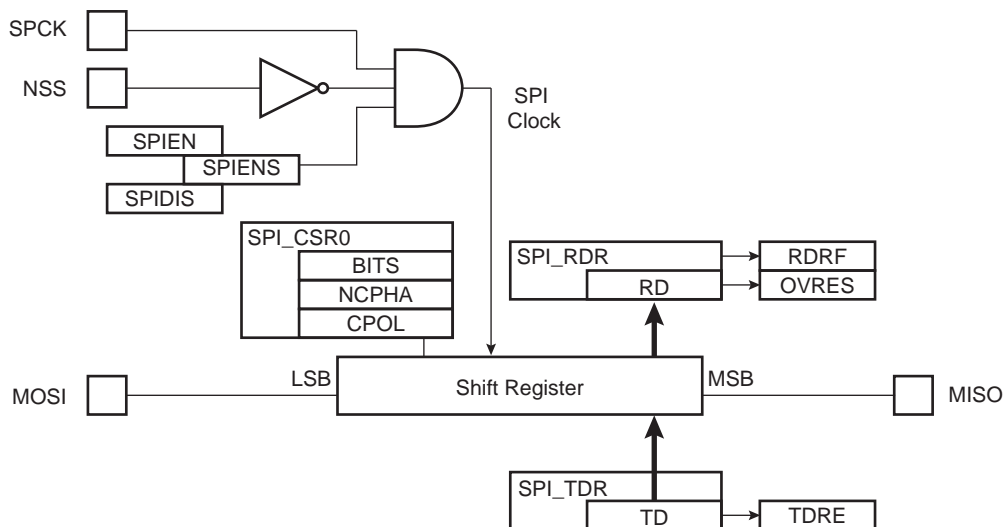 SPCK
NSS
SPI
Clock
SPIEN
SPIENS
SPIDIS
SPI_CSR0
BITS
NCPHA
CPOL
SPI_RDR
RD
RDRF
OVRES
MOSI
LSB
Shift Register
MSB
MISO
SPI_TDR
TD
TDRE